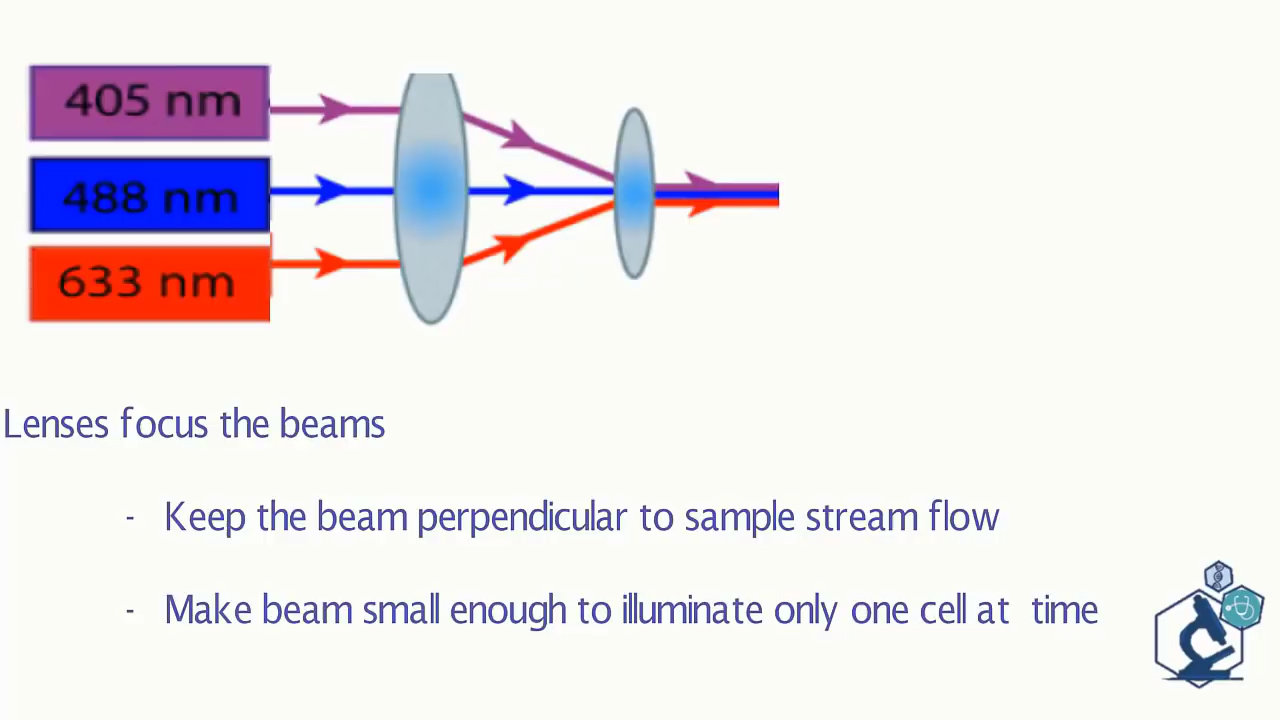 405 nm
488 nm
633 nm
Lenses focus the beams
- Keep the beam perpendicular to sample stream flow
- Make beam small enough to illuminate only one cell at time